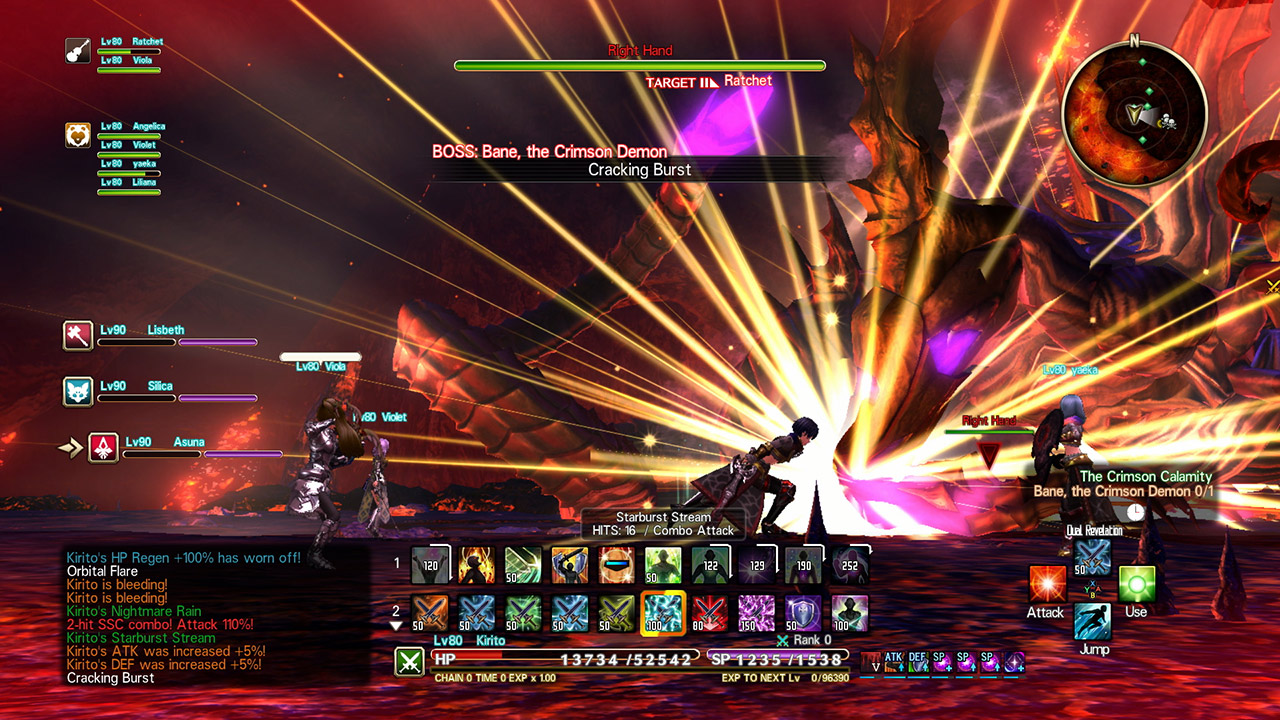 Lv80 Ratchet
Lv80 Viola
Lv80 Angelica
Lv80 Violet
Lv80 yaeka
Lv80 Liliana
Right Hand
TARGET Ratchet
BOSS: Bane, the Crimson Demon
Cracking Burst
N
Lv90 Lisbeth
Lv90 Silica
Lv90 Asuna
Lv80 Viola
80 Violet
Lv80 yaeka
Right Hand
The Crimson Calamity
Bane, the Crimson Demon 0/1
Starburst Stream
HITS: 16 / Combo Attack
Dual Revelation
50
X
Y A
B
Attack
Use
Jump
Kirito's HP Regen +100% has worn off!
Orbital Flare
Kirito is bleeding!
Kirito is bleeding!
Kirito's Nightmare Rain
2-hit SSC combo! Attack 110%!
Kirito's Starburst Stream
Kirito's ATK was increased +5%!
Kirito's DEF was increased +5%!
Cracking Burst
1 120 50 50 122 129 190 252
2 50 50 50 50 50 100 80 150 50 100
Lv80 Kirito
Rank 0
HP 13734 /52542 SP 1235 /1538
CHAIN 0 TIME 0 EXP x 1.00
EXP TO NEXT Lv 0/96390
ATK DEF SP SP SP